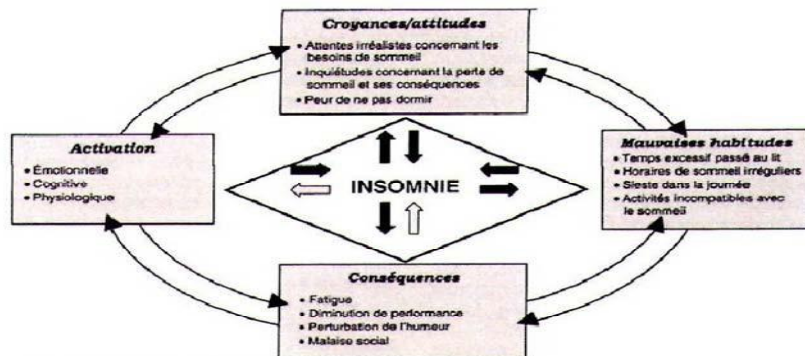 Croyances/attitudes
• Attentes irréalistes concernant les
besoins de sommeil
• Inquiétudes concernant la perte de
sommeil et ses conséquences
• Peur de ne pas dormir
Activation
• Émotionnelle
• Cognitive
• Physiologique
INSOMNIE
Mauvaises habitudes
• Temps excessif passé au lit
• Horaires de sommeil irréguliers
• Sieste dans la journée
• Activités incompatibles avec
le sommeil
Conséquences
• Fatigue
• Diminution de performance
• Perturbation de l'humeur
• Malaise social